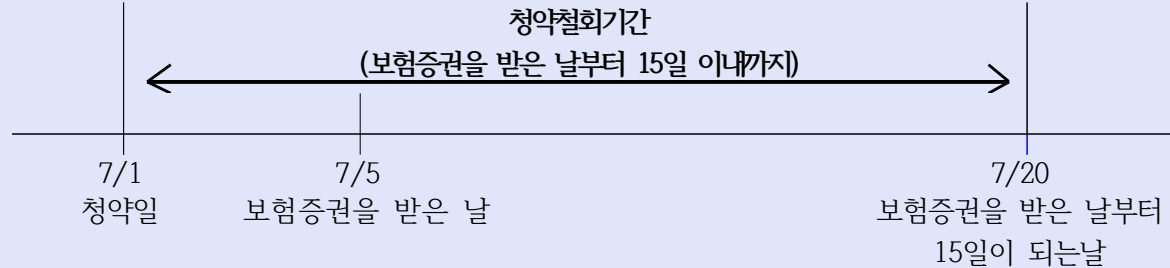 청약철회기간
(보험증권을 받은 날부터 15일 이내까지)
7/1
7/5
7/20
청약일
보험증권을 받은 날
보험증권을 받은 날부터
15일이 되는날